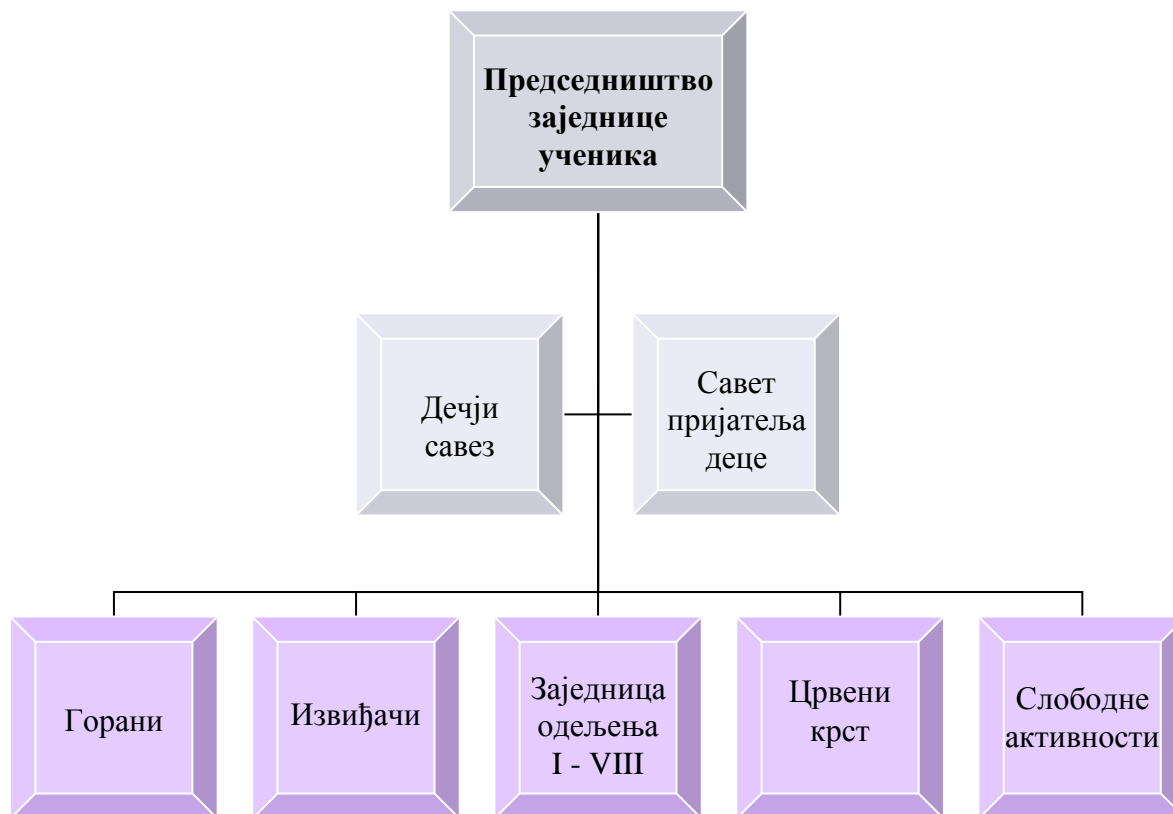 Председништво
заједнице
ученика
Дечји
савез
Савет
пријатеља
деце
Горани
Извиђачи
Заједница
одељења
I - VIII
Црвени
крст
Слободне
активности